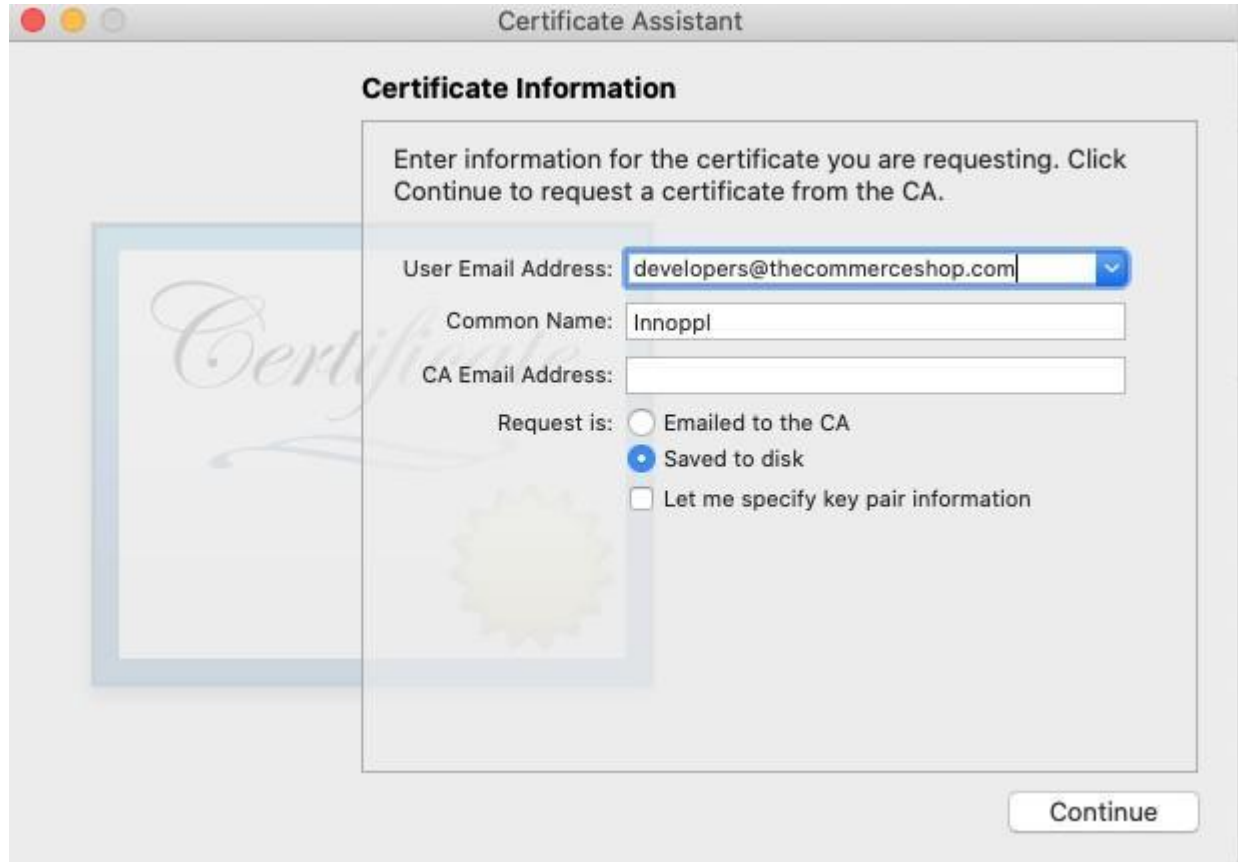 Certificate Assistant
Certificate Information
Enter information for the certificate you are requesting. Click
Continue to request a certificate from the CA.
Certificate
User Email Address: developers@thecommerceshop.com
Common Name: Innoppl
CA Email Address:
Request is: Emailed to the CA
Saved to disk
Let me specify key pair information
Continue